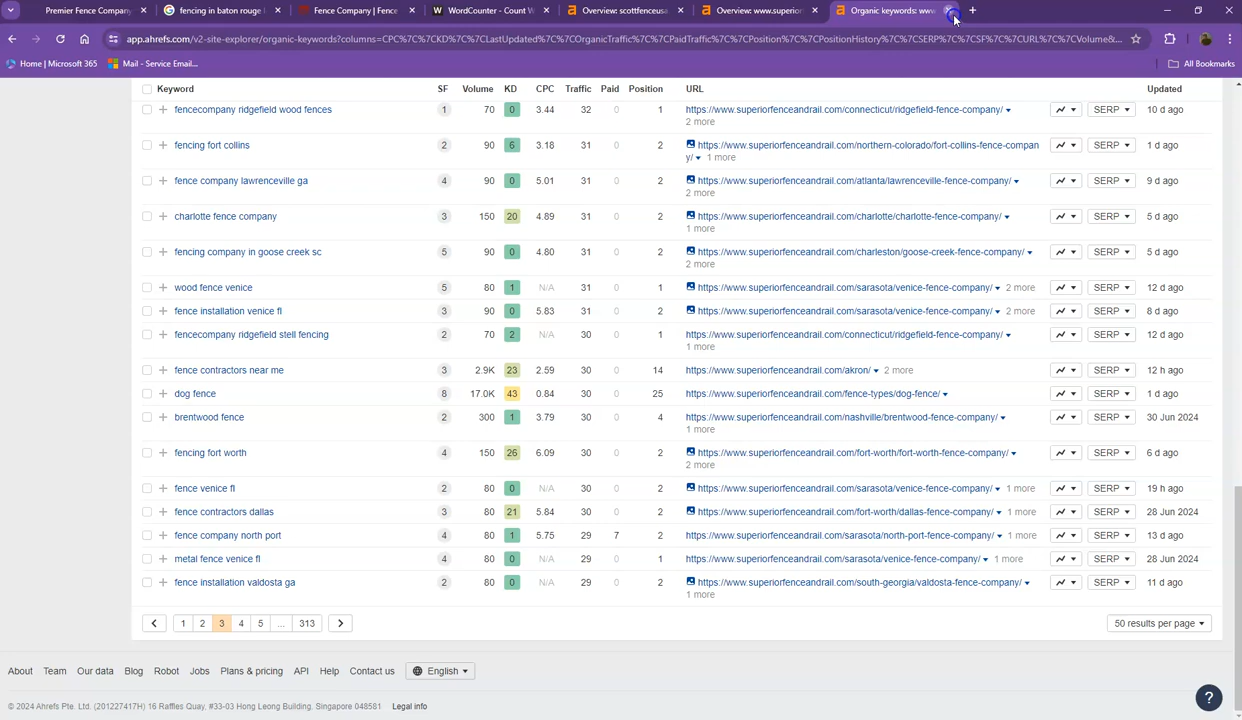 Premier Fence Company
fencing in baton rouge
Fence Company | Fence
WordCounter - Count W
Overview: scottfenceusa
Overview: www.superior
Organic keywords: www
app.ahrefs.com/v2-site-explorer/organic-keywords?columns=CPC%7C%7CKD%7C%7CLastUpdated%7C%7COrganicTraffic%7C%7CPaidTraffic%7C%7CPosition%7C%7CPositionHistory%7C%7CSERP%7C%7CSF%7C%7CURL%7C%7CVolume&...
Home | Microsoft 365
Mail - Service Email...
All Bookmarks
Keyword SF Volume KD CPC Traffic Paid Position URL Updated
fencecompany ridgefield wood fences 1 70 0 3.44 32 0 1 https://www.superiorfenceandrail.com/connecticut/ridgefield-fence-company/ SERP 10 d ago
2 more
fencing fort collins 2 90 6 3.18 31 0 2 https://www.superiorfenceandrail.com/northern-colorado/fort-collins-fence-compan SERP 1 d ago
y/ 1 more
fence company lawrenceville ga 4 90 0 5.01 31 0 2 https://www.superiorfenceandrail.com/atlanta/lawrenceville-fence-company/ SERP 9 d ago
2 more
charlotte fence company 3 150 20 4.89 31 0 2 https://www.superiorfenceandrail.com/charlotte/charlotte-fence-company/ SERP 5 d ago
1 more
fencing company in goose creek sc 5 90 0 4.80 31 0 2 https://www.superiorfenceandrail.com/charleston/goose-creek-fence-company/ SERP 5 d ago
2 more
wood fence venice 5 80 1 N/A 31 0 1 https://www.superiorfenceandrail.com/sarasota/venice-fence-company/ 2 more SERP 12 d ago
fence installation venice fl 3 90 0 5.83 31 0 2 https://www.superiorfenceandrail.com/sarasota/venice-fence-company/ 2 more SERP 8 d ago
fencecompany ridgefield stell fencing 2 70 2 N/A 30 0 1 https://www.superiorfenceandrail.com/connecticut/ridgefield-fence-company/ SERP 12 d ago
1 more
fence contractors near me 3 2.9K 23 2.59 30 0 14 https://www.superiorfenceandrail.com/akron/ 2 more SERP 12 h ago
dog fence 8 17.0K 43 0.84 30 0 25 https://www.superiorfenceandrail.com/fence-types/dog-fence/ SERP 1 d ago
brentwood fence 2 300 1 3.79 30 0 4 https://www.superiorfenceandrail.com/nashville/brentwood-fence-company/ SERP 30 Jun 2024
1 more
fencing fort worth 4 150 26 6.09 30 0 2 https://www.superiorfenceandrail.com/fort-worth/fort-worth-fence-company/ SERP 6 d ago
2 more
fence venice fl 2 80 0 N/A 30 0 2 https://www.superiorfenceandrail.com/sarasota/venice-fence-company/ 1 more SERP 19 h ago
fence contractors dallas 3 80 21 5.84 30 0 2 https://www.superiorfenceandrail.com/fort-worth/dallas-fence-company/ 1 more SERP 28 Jun 2024
fence company north port 4 80 1 5.75 29 7 2 https://www.superiorfenceandrail.com/sarasota/north-port-fence-company/ 1 more SERP 13 d ago
metal fence venice fl 4 80 0 N/A 29 0 1 https://www.superiorfenceandrail.com/sarasota/venice-fence-company/ 1 more SERP 28 Jun 2024
fence installation valdosta ga 2 80 0 N/A 29 0 2 https://www.superiorfenceandrail.com/south-georgia/valdosta-fence-company/ SERP 11 d ago
1 more
1 2 3 4 5 ... 313
50 results per page
About Team Our data Blog Robot Jobs Plans & pricing API Help Contact us English
© 2024 Ahrefs Pte. Ltd. (201227417H) 16 Raffles Quay, #33-03 Hong Leong Building. Singapore 048581 Legal info
?